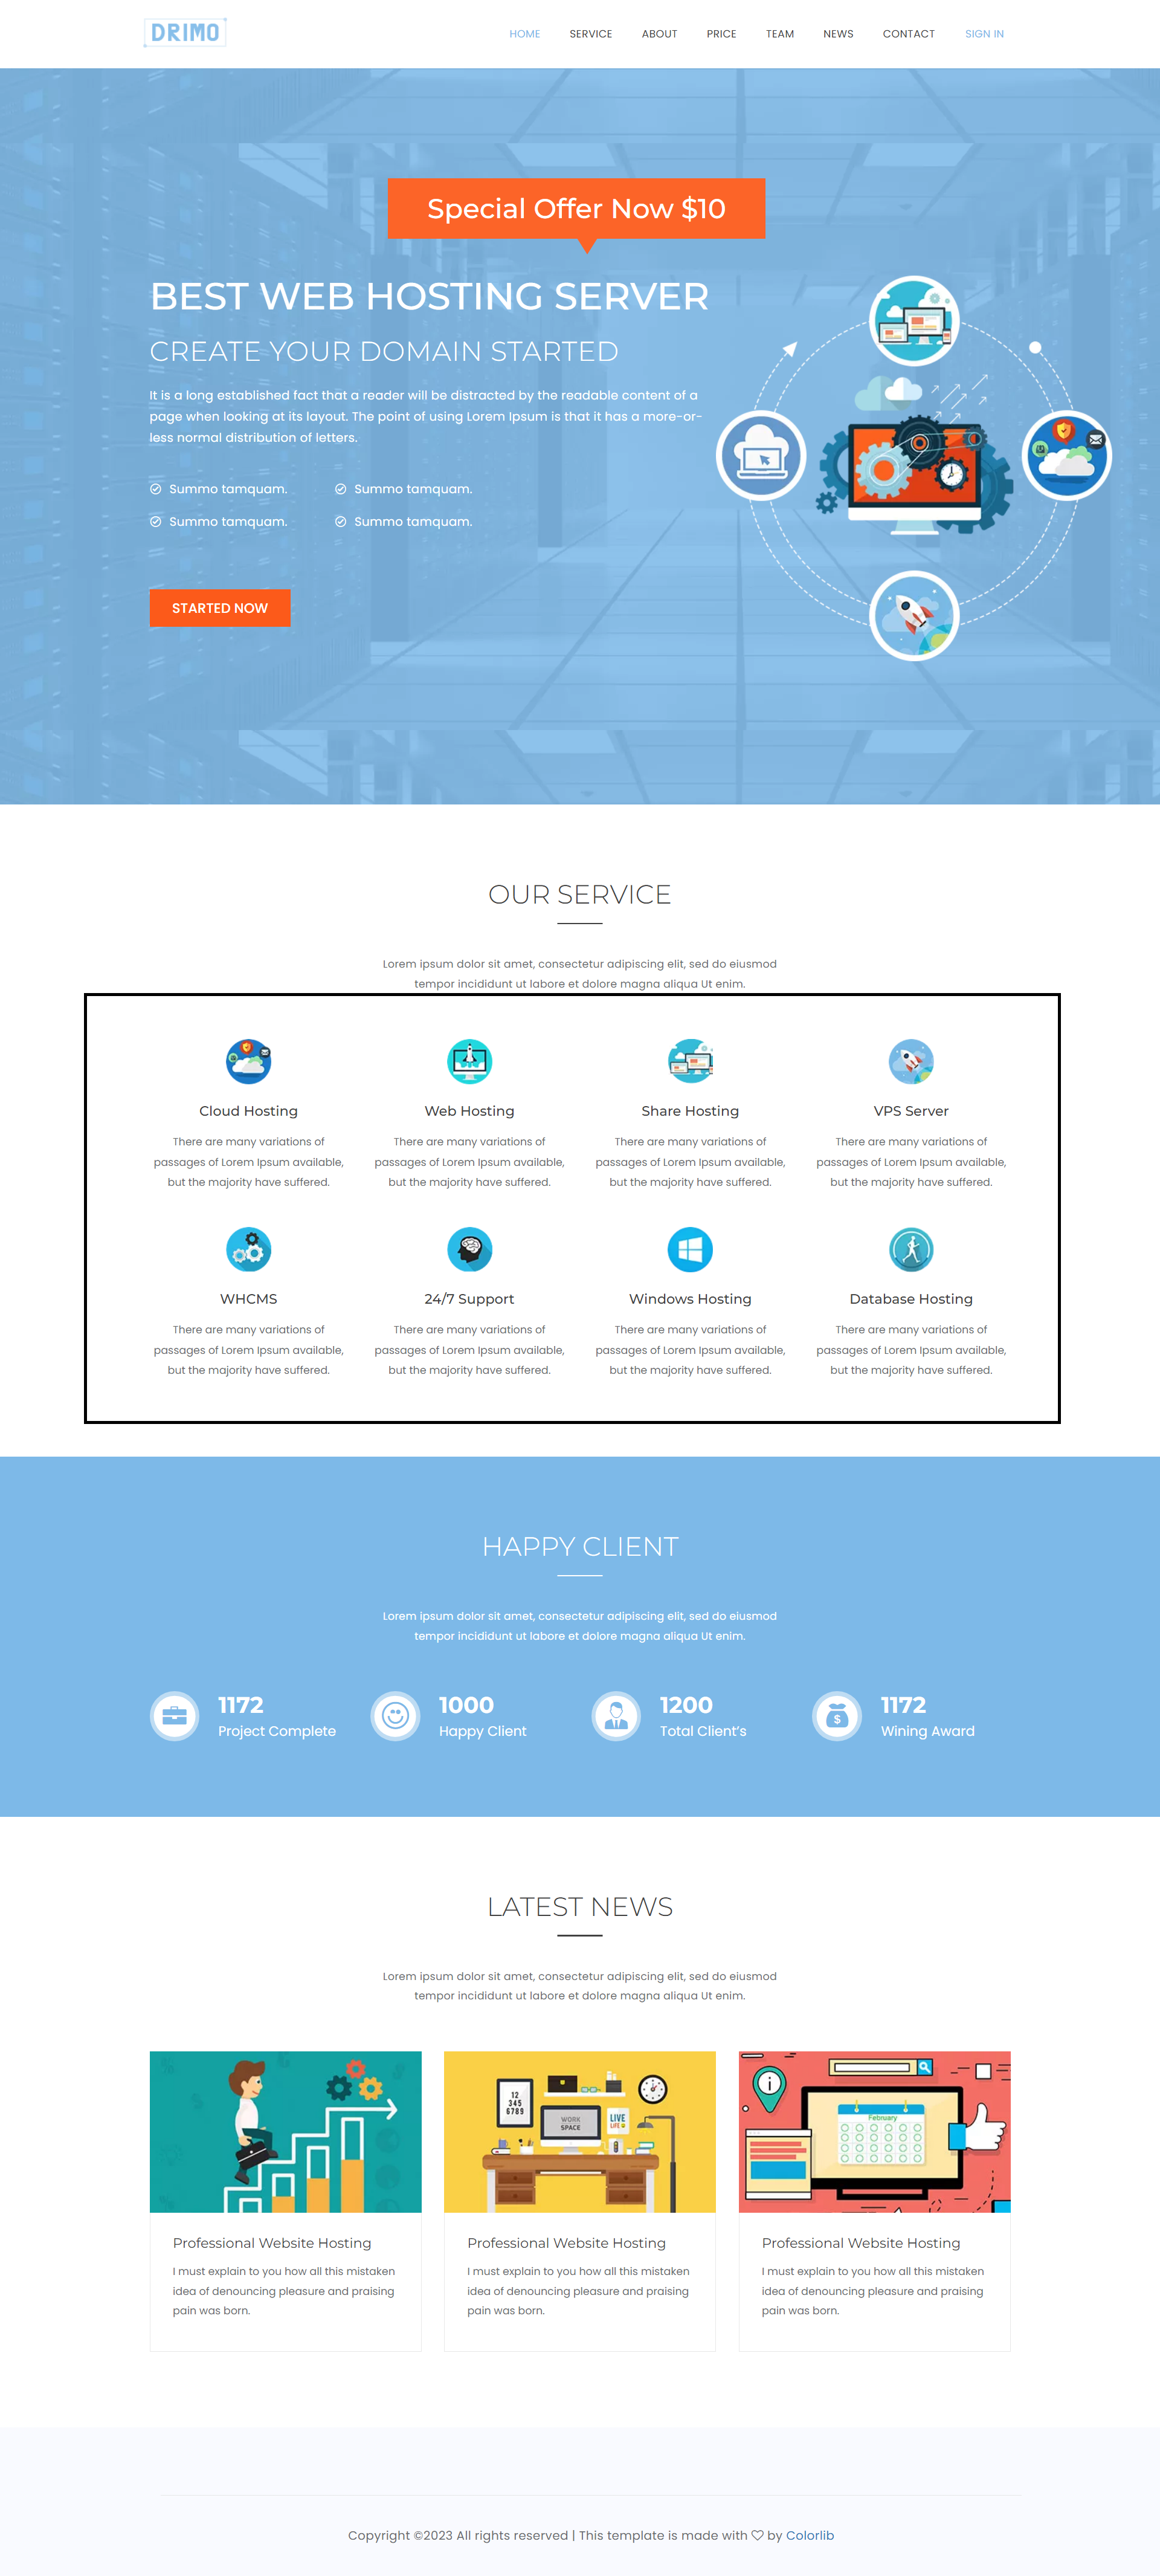 DRIMO
HOME SERVICE ABOUT PRICE TEAM NEWS CONTACT SIGN IN
Special Offer Now $10
BEST WEB HOSTING SERVER
CREATE YOUR DOMAIN STARTED
It is a long established fact that a reader will be distracted by the readable content of a
page when looking at its layout. The point of using Lorem Ipsum is that it has a more-or-
less normal distribution of letters.
Summo tamquam. Summo tamquam.
Summo tamquam. Summo tamquam.
STARTED NOW
OUR SERVICE
Lorem ipsum dolor sit amet, consectetur adipiscing elit, sed do eiusmod
tempor incididunt ut labore et dolore magna aliqua Ut enim.
Cloud Hosting
There are many variations of
passages of Lorem Ipsum available,
but the majority have suffered.
Web Hosting
There are many variations of
passages of Lorem Ipsum available,
but the majority have suffered.
Share Hosting
There are many variations of
passages of Lorem Ipsum available,
but the majority have suffered.
VPS Server
There are many variations of
passages of Lorem Ipsum available,
but the majority have suffered.
WHCMS
There are many variations of
passages of Lorem Ipsum available,
but the majority have suffered.
24/7 Support
There are many variations of
passages of Lorem Ipsum available,
but the majority have suffered.
Windows Hosting
There are many variations of
passages of Lorem Ipsum available,
but the majority have suffered.
Database Hosting
There are many variations of
passages of Lorem Ipsum available,
but the majority have suffered.
HAPPY CLIENT
Lorem ipsum dolor sit amet, consectetur adipiscing elit, sed do eiusmod
tempor incididunt ut labore et dolore magna aliqua Ut enim.
1172
Project Complete
1000
Happy Client
1200
Total Client's
$
1172
Wining Award
LATEST NEWS
Lorem ipsum dolor sit amet, consectetur adipiscing elit, sed do eiusmod
tempor incididunt ut labore et dolore magna aliqua Ut enim.
Professional Website Hosting
I must explain to you how all this mistaken
idea of denouncing pleasure and praising
pain was born.
12
345
6789
WORK
SPACE
LIVE
LIFE
Professional Website Hosting
I must explain to you how all this mistaken
idea of denouncing pleasure and praising
pain was born.
i
February
Professional Website Hosting
I must explain to you how all this mistaken
idea of denouncing pleasure and praising
pain was born.
Copyright ©2023 All rights reserved | This template is made with ♡ by Colorlib